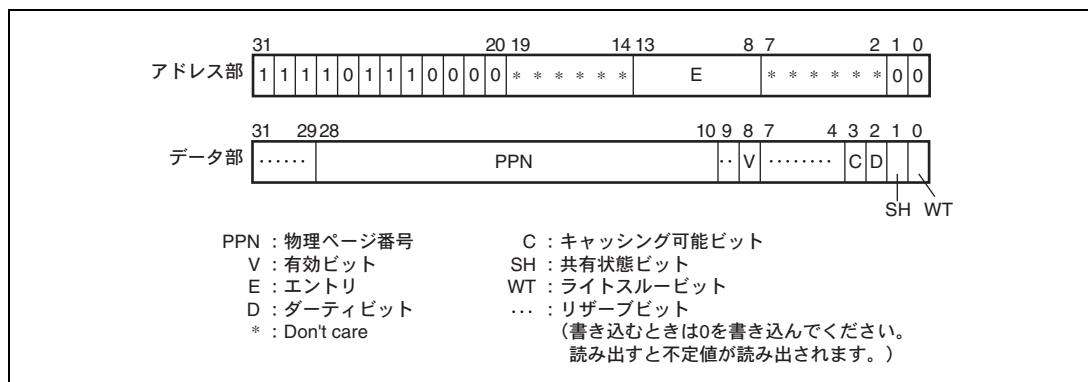 31 20 19 14 13 8 7 2 1 0
アドレス部 1 1 1 1 0 1 1 1 0 0 0 0 * * * * * * E * * * * * * 0 0
31 29 28 10 9 8 7 4 3 2 1 0
データ部 ······ PPN ·· V ········ C D
SH WT
PPN : 物理ページ番号 C : キャッシング可能ビット
V : 有効ビット SH : 共有状態ビット
E : エントリ WT : ライトスルービット
D : ダーティビット ··· : リザーブビット
* : Don't care (書き込むときは0を書き込んでください。
読み出すと不定値が読み出されます。)